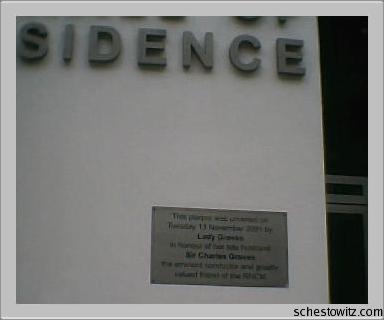 SIDENCE
This plaque was unveiled on
Tuesday 13 November 2001 by
Lady Groves
in honour of her late husband
Sir Charles Groves
the eminent conductor and greatly
valued friend of the RNCM
schestowitz.com